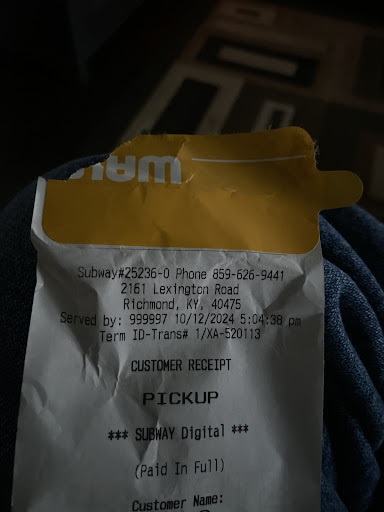 Subway#25236-0 Phone 859-626-9441
2161 Lexington Road
Richmond, KY, 40475
Served by: 999997 10/12/2024 5:04:38 pm
Term ID-Trans# 1/XA-520113
CUSTOMER RECEIPT
PICKUP
*** SUBWAY Digital ***
(Paid In Full)
Customer Name: